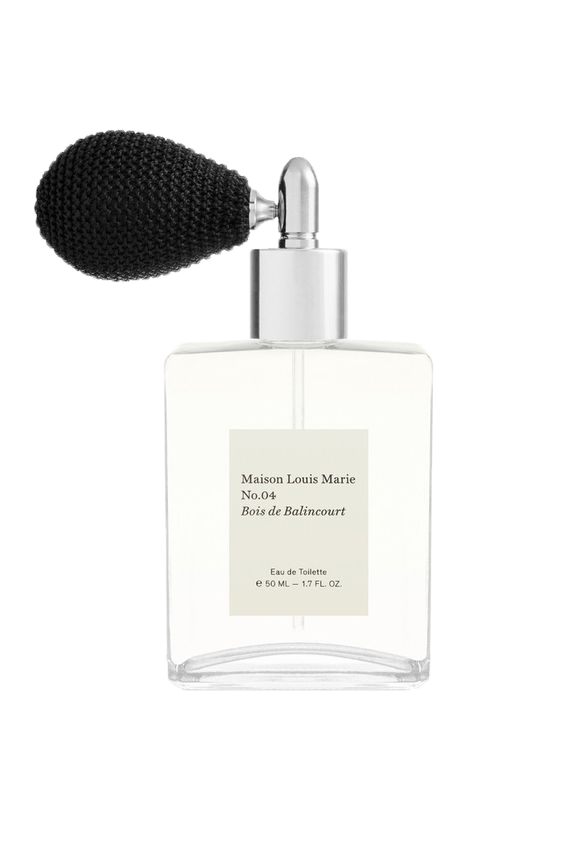 Maison Louis Marie
No.04
Bois de Balincourt
Eau de Toilette
℮ 50 ML — 1.7 FL. OZ.